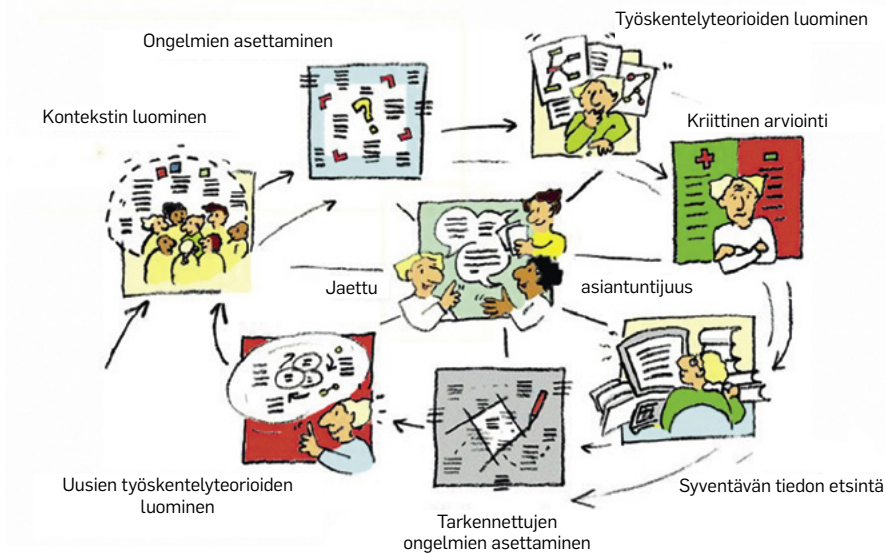 Työskentelyteorioiden luominen
Ongelmien asettaminen
Kontekstin luominen
Kriittinen arviointi
Jaettu
asiantuntijuus
Uusien työskentelyteorioiden
luominen
Syventävän tiedon etsintä
Tarkennettujen
ongelmien asettaminen